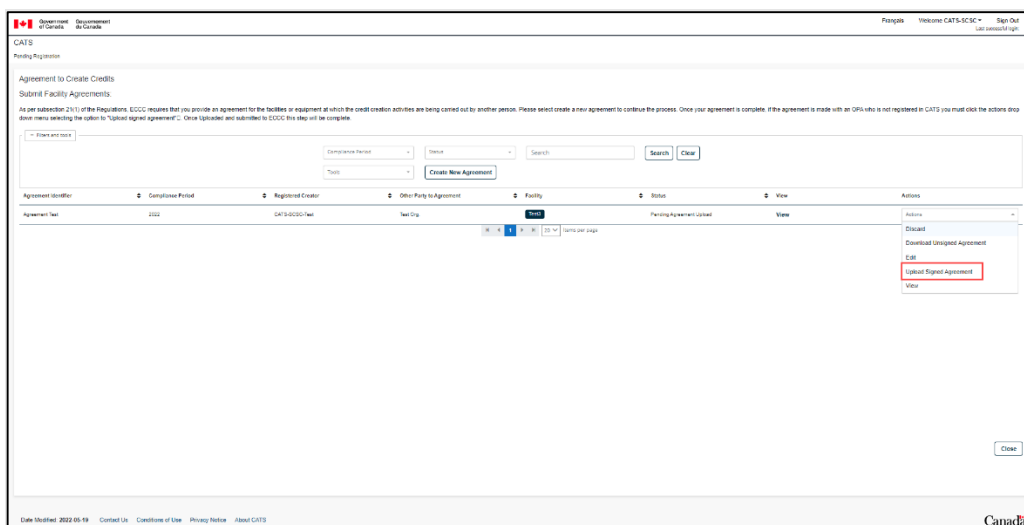 Government of Canada Gouvernement du Canada Français Welcome CATS-SCSC Sign Out
Last successful login:
CATS
Pending Registration
Agreement to Create Credits
Submit Facility Agreements:
As per subsection 21(1) of the Regulations, ECCC requires that you provide an agreement for the facilities or equipment at which the credit creation activities are being carried out by another person. Please select create a new agreement to continue the process. Once your agreement is complete, if the agreement is made with an OPA who is not registered in CATS you must click the actions drop
down menu selecting the option to "Upload signed agreement". Once Uploaded and submitted to ECCC this step will be complete.
Filters and tools
Compliance Period Status Search Search Clear
Tools Create New Agreement
Agreement Identifier Compliance Period Registered Creator Other Party to Agreement Facility Status View Actions
Agreement Test 2022 CATS-SCSC-Test Test Org. Test3 Pending Agreement Upload View Actions
1 25 items per page
Discard
Download Unsigned Agreement
Edit
Upload Signed Agreement
View
Close
Date Modified: 2022-05-19 Contact Us Conditions of Use Privacy Notice About CATS Canada